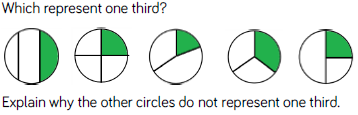 Which represent one third?
Explain why the other circles do not represent one third.